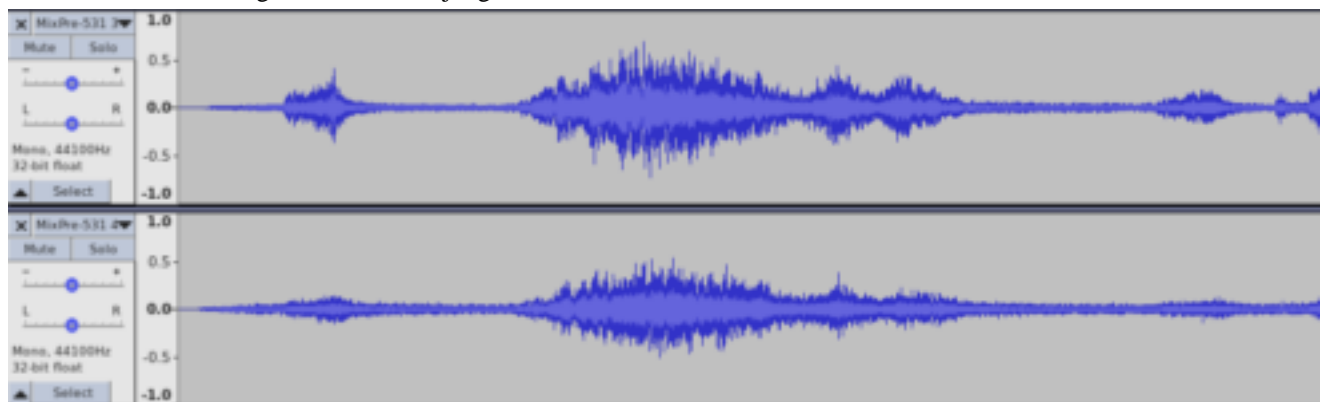 MixPre-531 3
1.0
Mute Solo
0.5
- +
0.0
L R
-0.5
Mono, 44100Hz
32-bit float
Select
-1.0
MixPre-531 4
1.0
Mute Solo
0.5
- +
0.0
L R
-0.5
Mono, 44100Hz
32-bit float
Select
-1.0